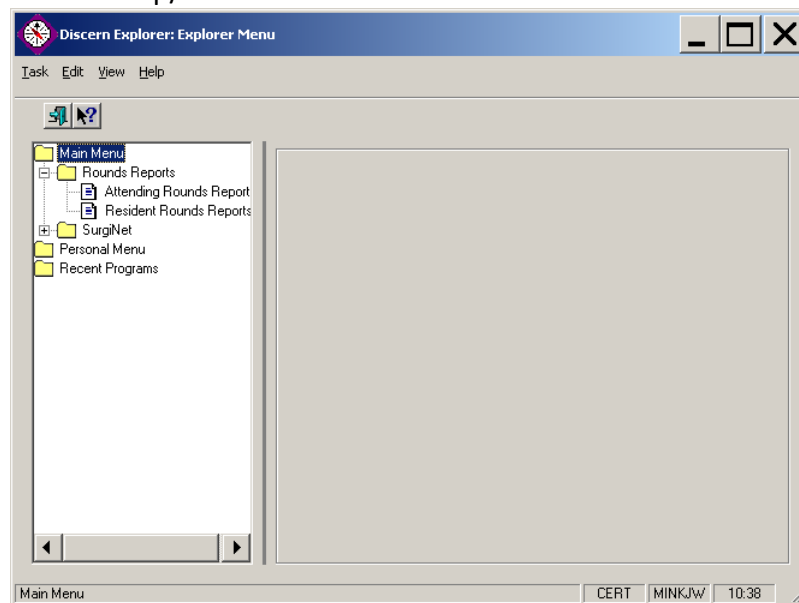 Discern Explorer: Explorer Menu
Task Edit View Help
Main Menu
Rounds Reports
Attending Rounds Report
Resident Rounds Reports
SurgiNet
Personal Menu
Recent Programs
Main Menu CERT MINKJW 10:38